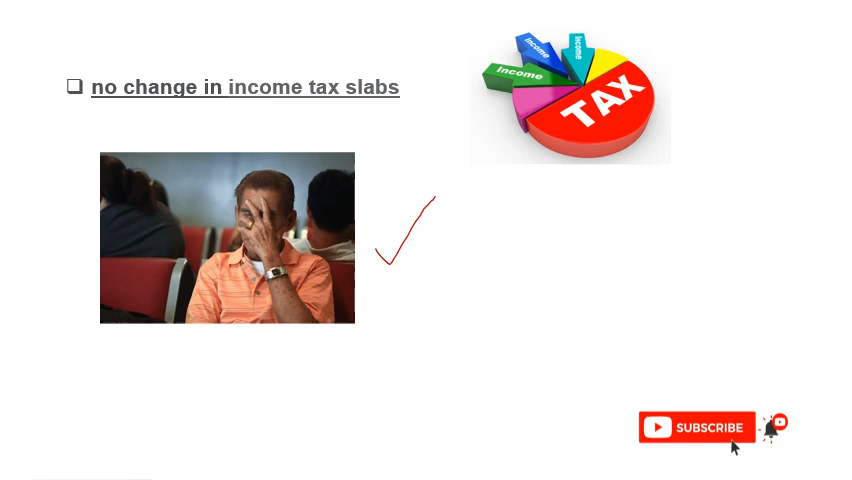 no change in income tax slabs
Income
Income
Income
TAX
SUBSCRIBE